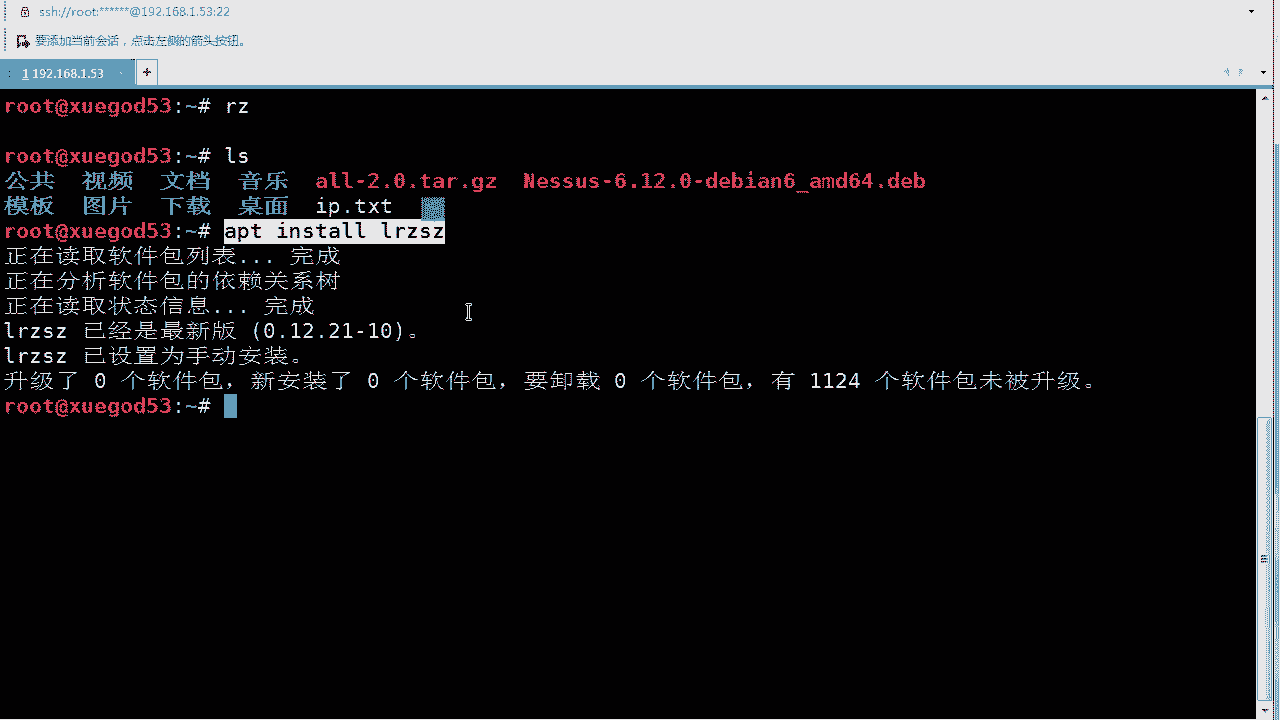 ssh://root:******@192.168.1.53:22
要添加当前会话，点击左侧的箭头按钮。
1 192.168.1.53
root@xuegod53:~# rz
root@xuegod53:~# ls
公共 视频 文档 音乐 all-2.0.tar.gz Nessus-6.12.0-debian6_amd64.deb
模板 图片 下载 桌面 ip.txt
root@xuegod53:~# apt install lrzsz
正在读取软件包列表... 完成
正在分析软件包的依赖关系树
正在读取状态信息... 完成
lrzsz 已经是最新版 (0.12.21-10)。
lrzsz 已设置为手动安装。
升级了 0 个软件包，新安装了 0 个软件包，要卸载 0 个软件包，有 1124 个软件包未被升级。
root@xuegod53:~#